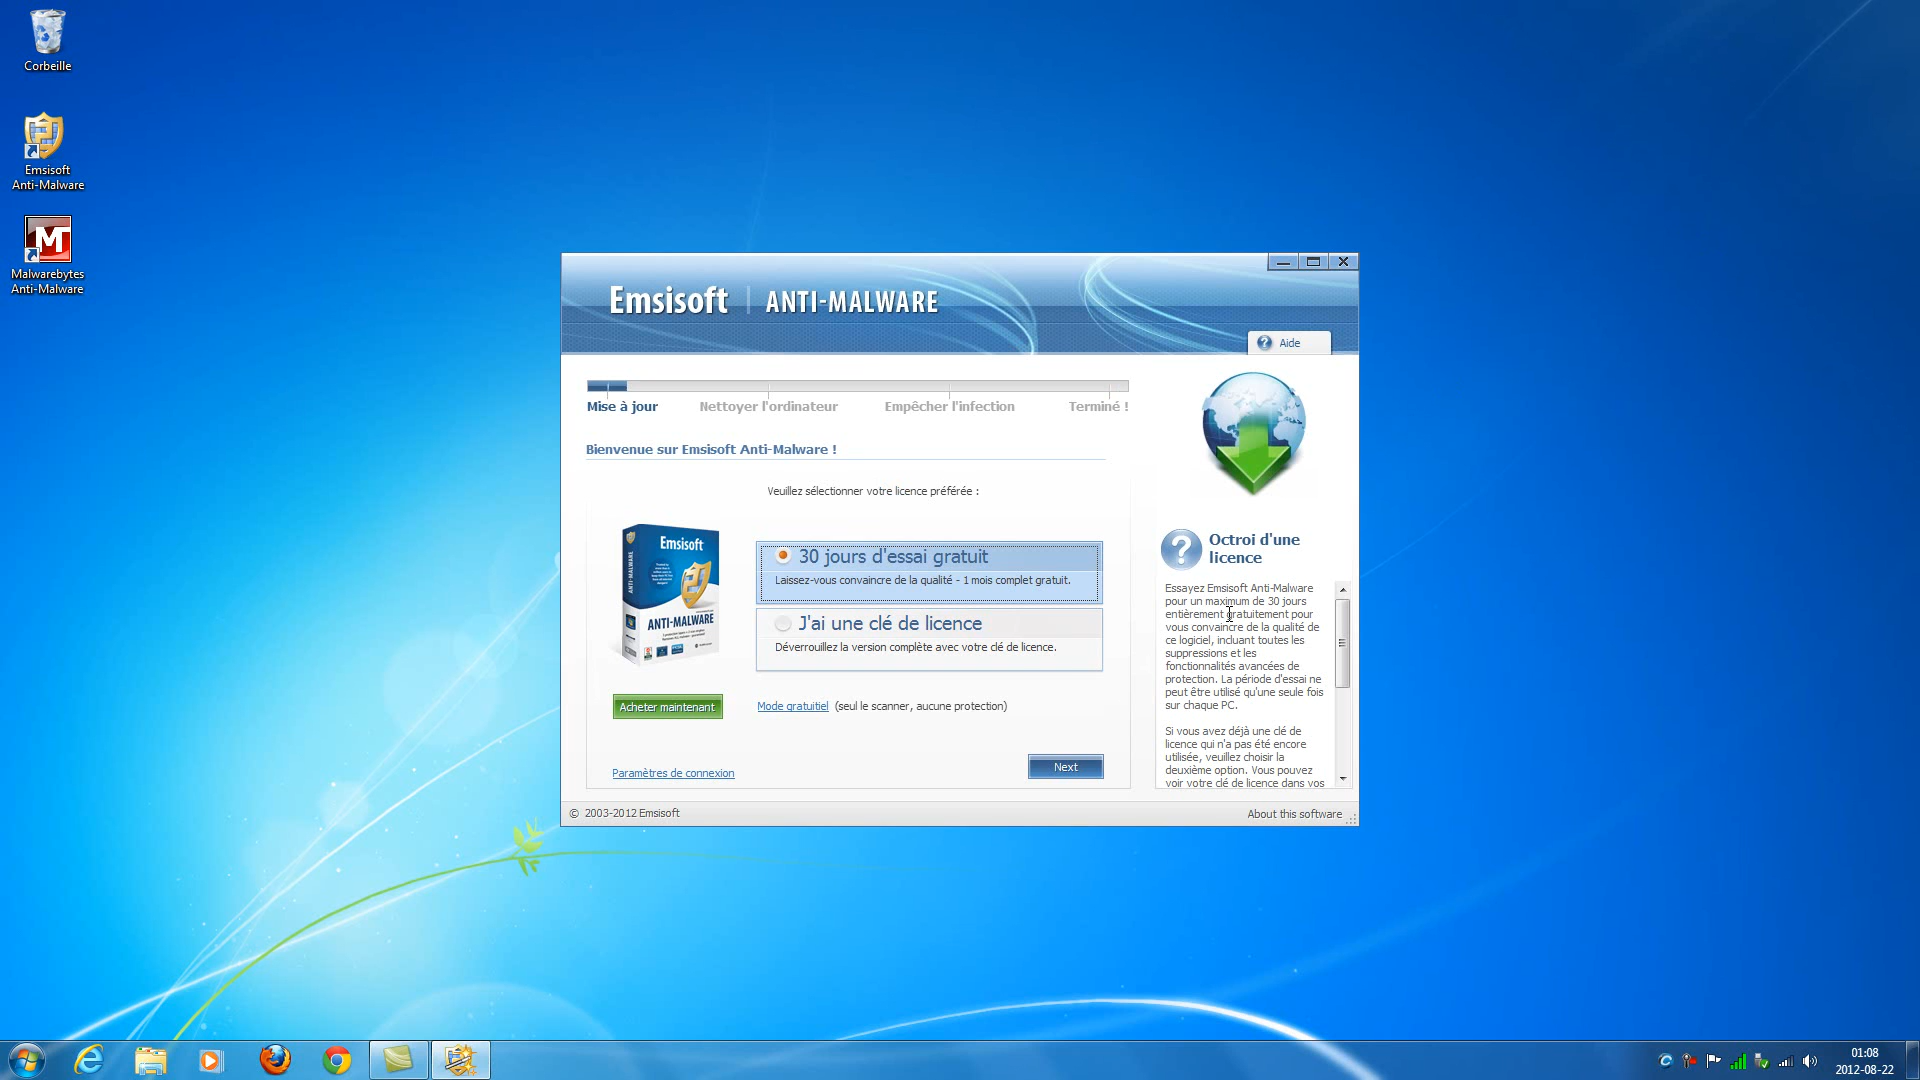 Corbeille
Emsisoft
Anti-Malware
Malwarebytes
Anti-Malware
Emsisoft ANTI-MALWARE
Aide
Mise à jour
Nettoyer l'ordinateur
Empêcher l'infection
Terminé !
Bienvenue sur Emsisoft Anti-Malware !
Veuillez sélectionner votre licence préférée :
Emsisoft
ANTI-MALWARE
ANTI-MALWARE
30 jours d'essai gratuit
Laissez-vous convaincre de la qualité - 1 mois complet gratuit.
J'ai une clé de licence
Déverrouillez la version complète avec votre clé de licence.
Acheter maintenant
Mode gratuitiel (seul le scanner, aucune protection)
Paramètres de connexion
Next
Octroi d'une
licence
Essayez Emsisoft Anti-Malware
pour un maximum de 30 jours
entièrement gratuitement pour
vous convaincre de la qualité de
ce logiciel, incluant toutes les
suppressions et les
fonctionnalités avancées de
protection. La période d'essai ne
peut être utilisé qu'une seule fois
sur chaque PC.
Si vous avez déjà une clé de
licence qui n'a pas été encore
utilisée, veuillez choisir la
deuxième option. Vous pouvez
voir votre clé de licence dans vos
© 2003-2012 Emsisoft
About this software
01:08
2012-08-22